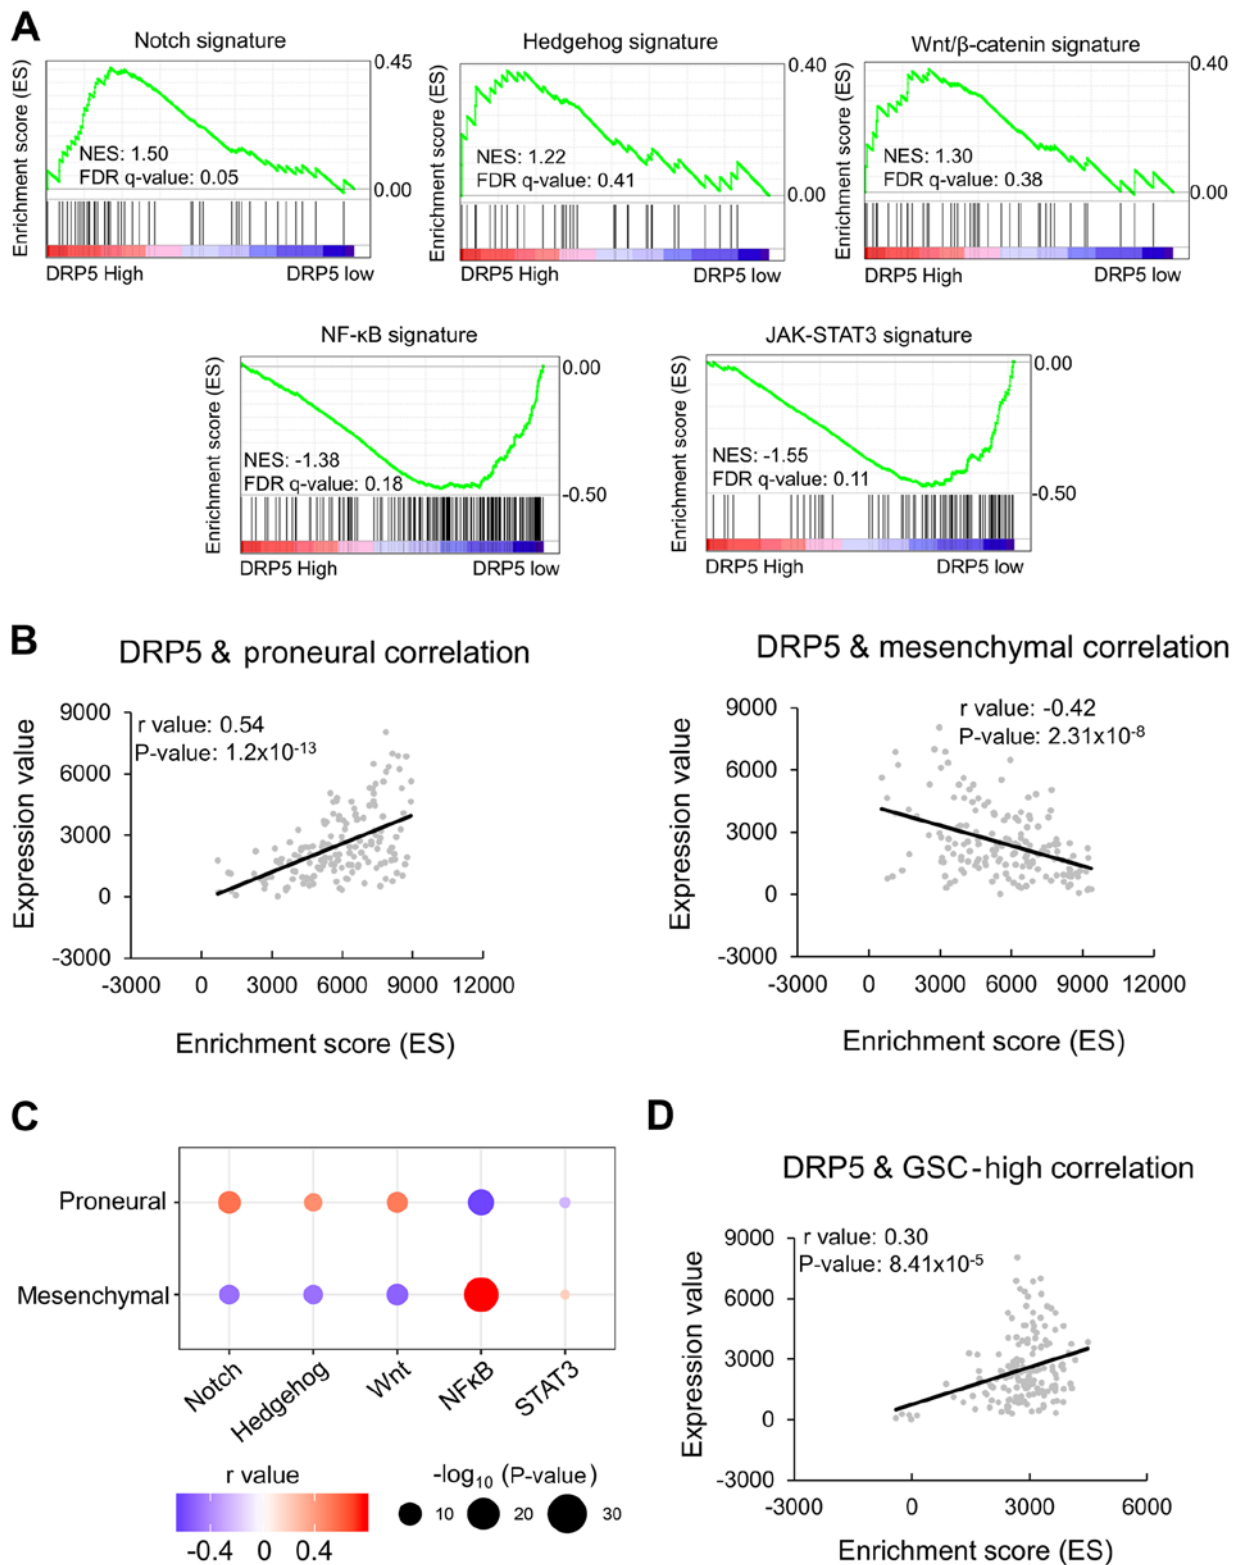 A
Notch signature
Enrichment score (ES)
0.45
NES: 1.50
FDR q-value: 0.05
0.00
DRP5 High
DRP5 low
Hedgehog signature
Enrichment score (ES)
0.40
NES: 1.22
FDR q-value: 0.41
0.00
DRP5 High
DRP5 low
Wnt/β-catenin signature
Enrichment score (ES)
0.40
NES: 1.30
FDR q-value: 0.38
0.00
DRP5 High
DRP5 low
NF-κB signature
Enrichment score (ES)
0.00
NES: -1.38
FDR q-value: 0.18
-0.50
DRP5 High
DRP5 low
JAK-STAT3 signature
Enrichment score (ES)
0.00
NES: -1.55
FDR q-value: 0.11
-0.50
DRP5 High
DRP5 low
B
DRP5 & proneural correlation
r value: 0.54
P-value: 1.2x10⁻¹³
Expression value
9000
6000
3000
0
-3000
-3000 0 3000 6000 9000 12000
Enrichment score (ES)
DRP5 & mesenchymal correlation
r value: -0.42
P-value: 2.31x10⁻⁸
Expression value
9000
6000
3000
0
-3000
-3000 0 3000 6000 9000 12000
Enrichment score (ES)
C
Proneural
Mesenchymal
Notch
Hedgehog
Wnt
NFκB
STAT3
r value
-0.4 0 0.4
-log₁₀ (P-value)
10 20 30
D
DRP5 & GSC-high correlation
r value: 0.30
P-value: 8.41x10⁻⁵
Expression value
9000
6000
3000
0
-3000
-3000 0 3000 6000
Enrichment score (ES)